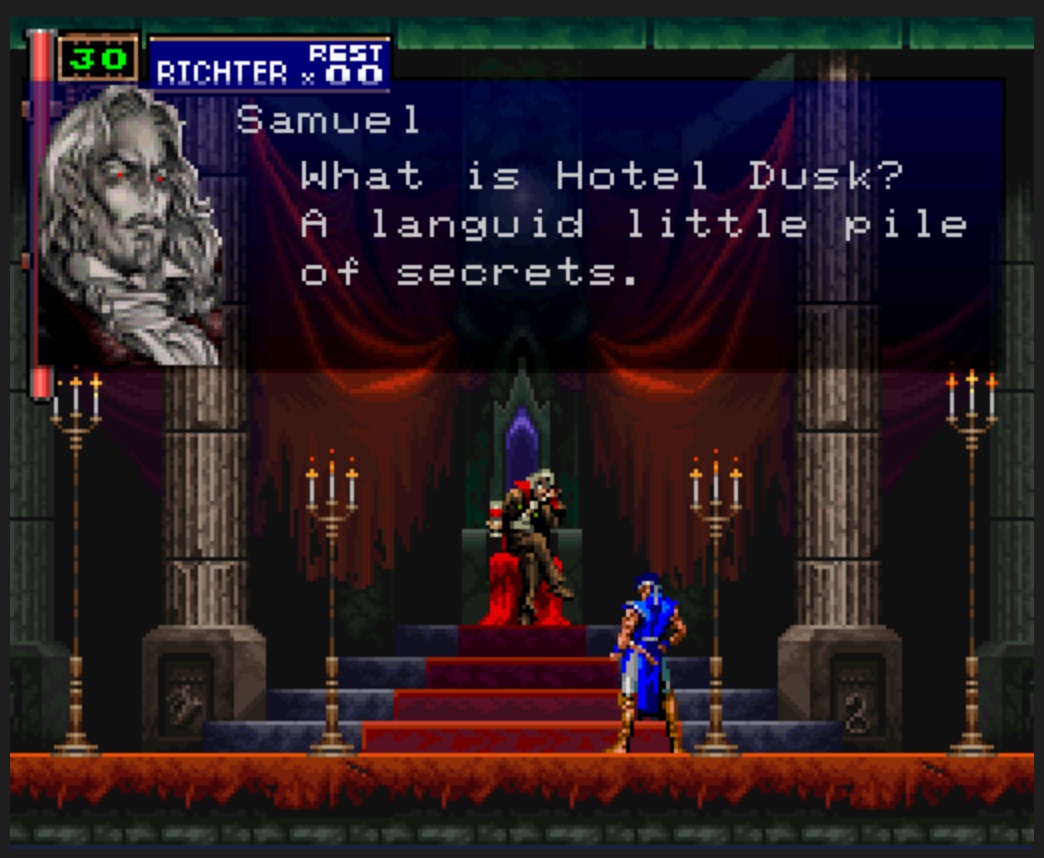 30
REST
RICHTER x 00
Samuel
What is Hotel Dusk?
A languid little pile
of secrets.